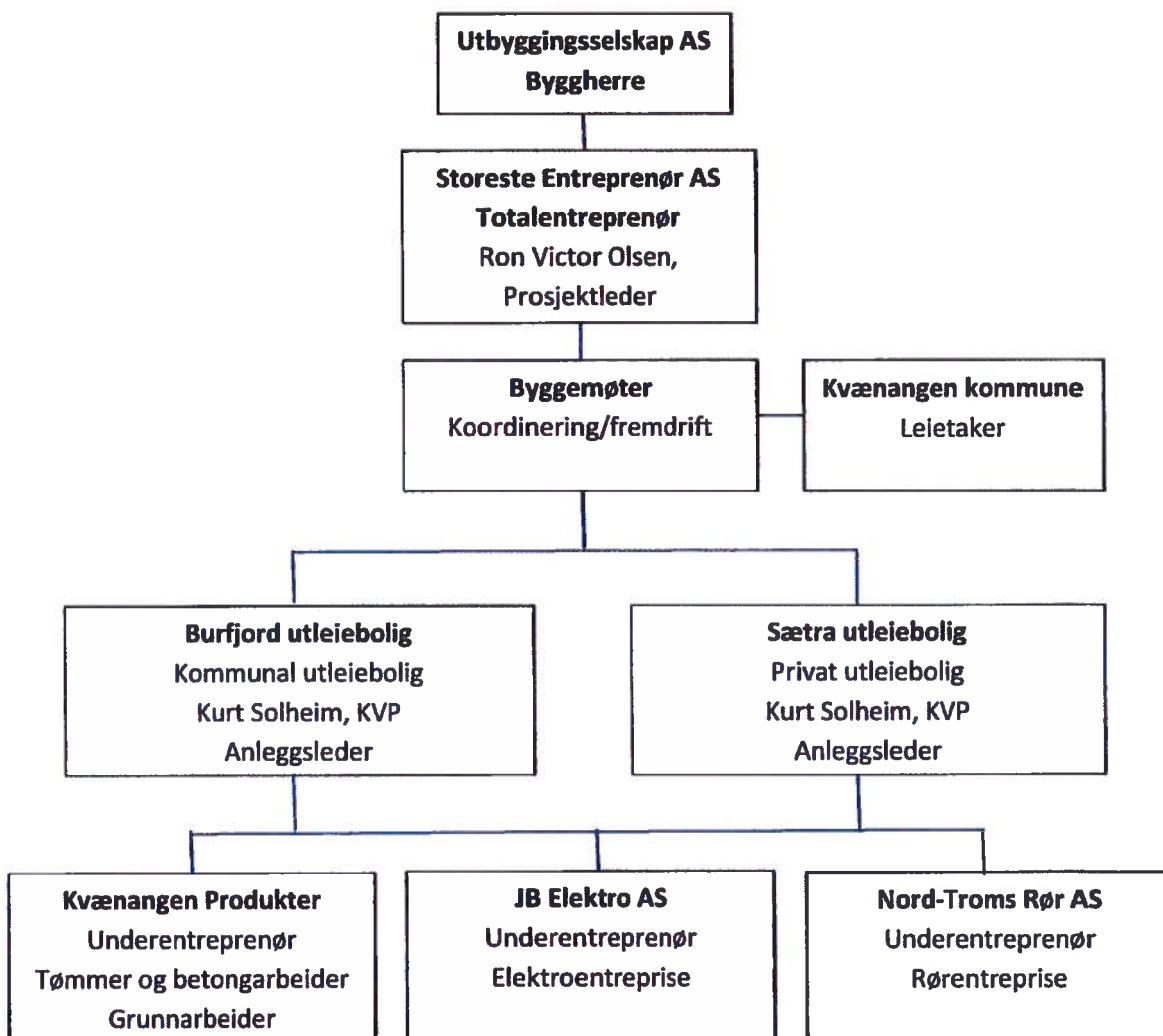 Utbyggingsselskap AS
Byggherre
Storeste Entreprenør AS
Totalentreprenør
Ron Victor Olsen,
Prosjektleder
Byggemøter
Koordinering/fremdrift
Kvænangen kommune
Leietaker
Burfjord utleiebolig
Kommunal utleiebolig
Kurt Solheim, KVP
Anleggsleder
Sætra utleiebolig
Privat utleiebolig
Kurt Solheim, KVP
Anleggsleder
Kvænangen Produkter
Underentreprenør
Tømmer og betongarbeider
Grunnarbeider
JB Elektro AS
Underentreprenør
Elektroentreprise
Nord-Troms Rør AS
Underentreprenør
Rørentreprise